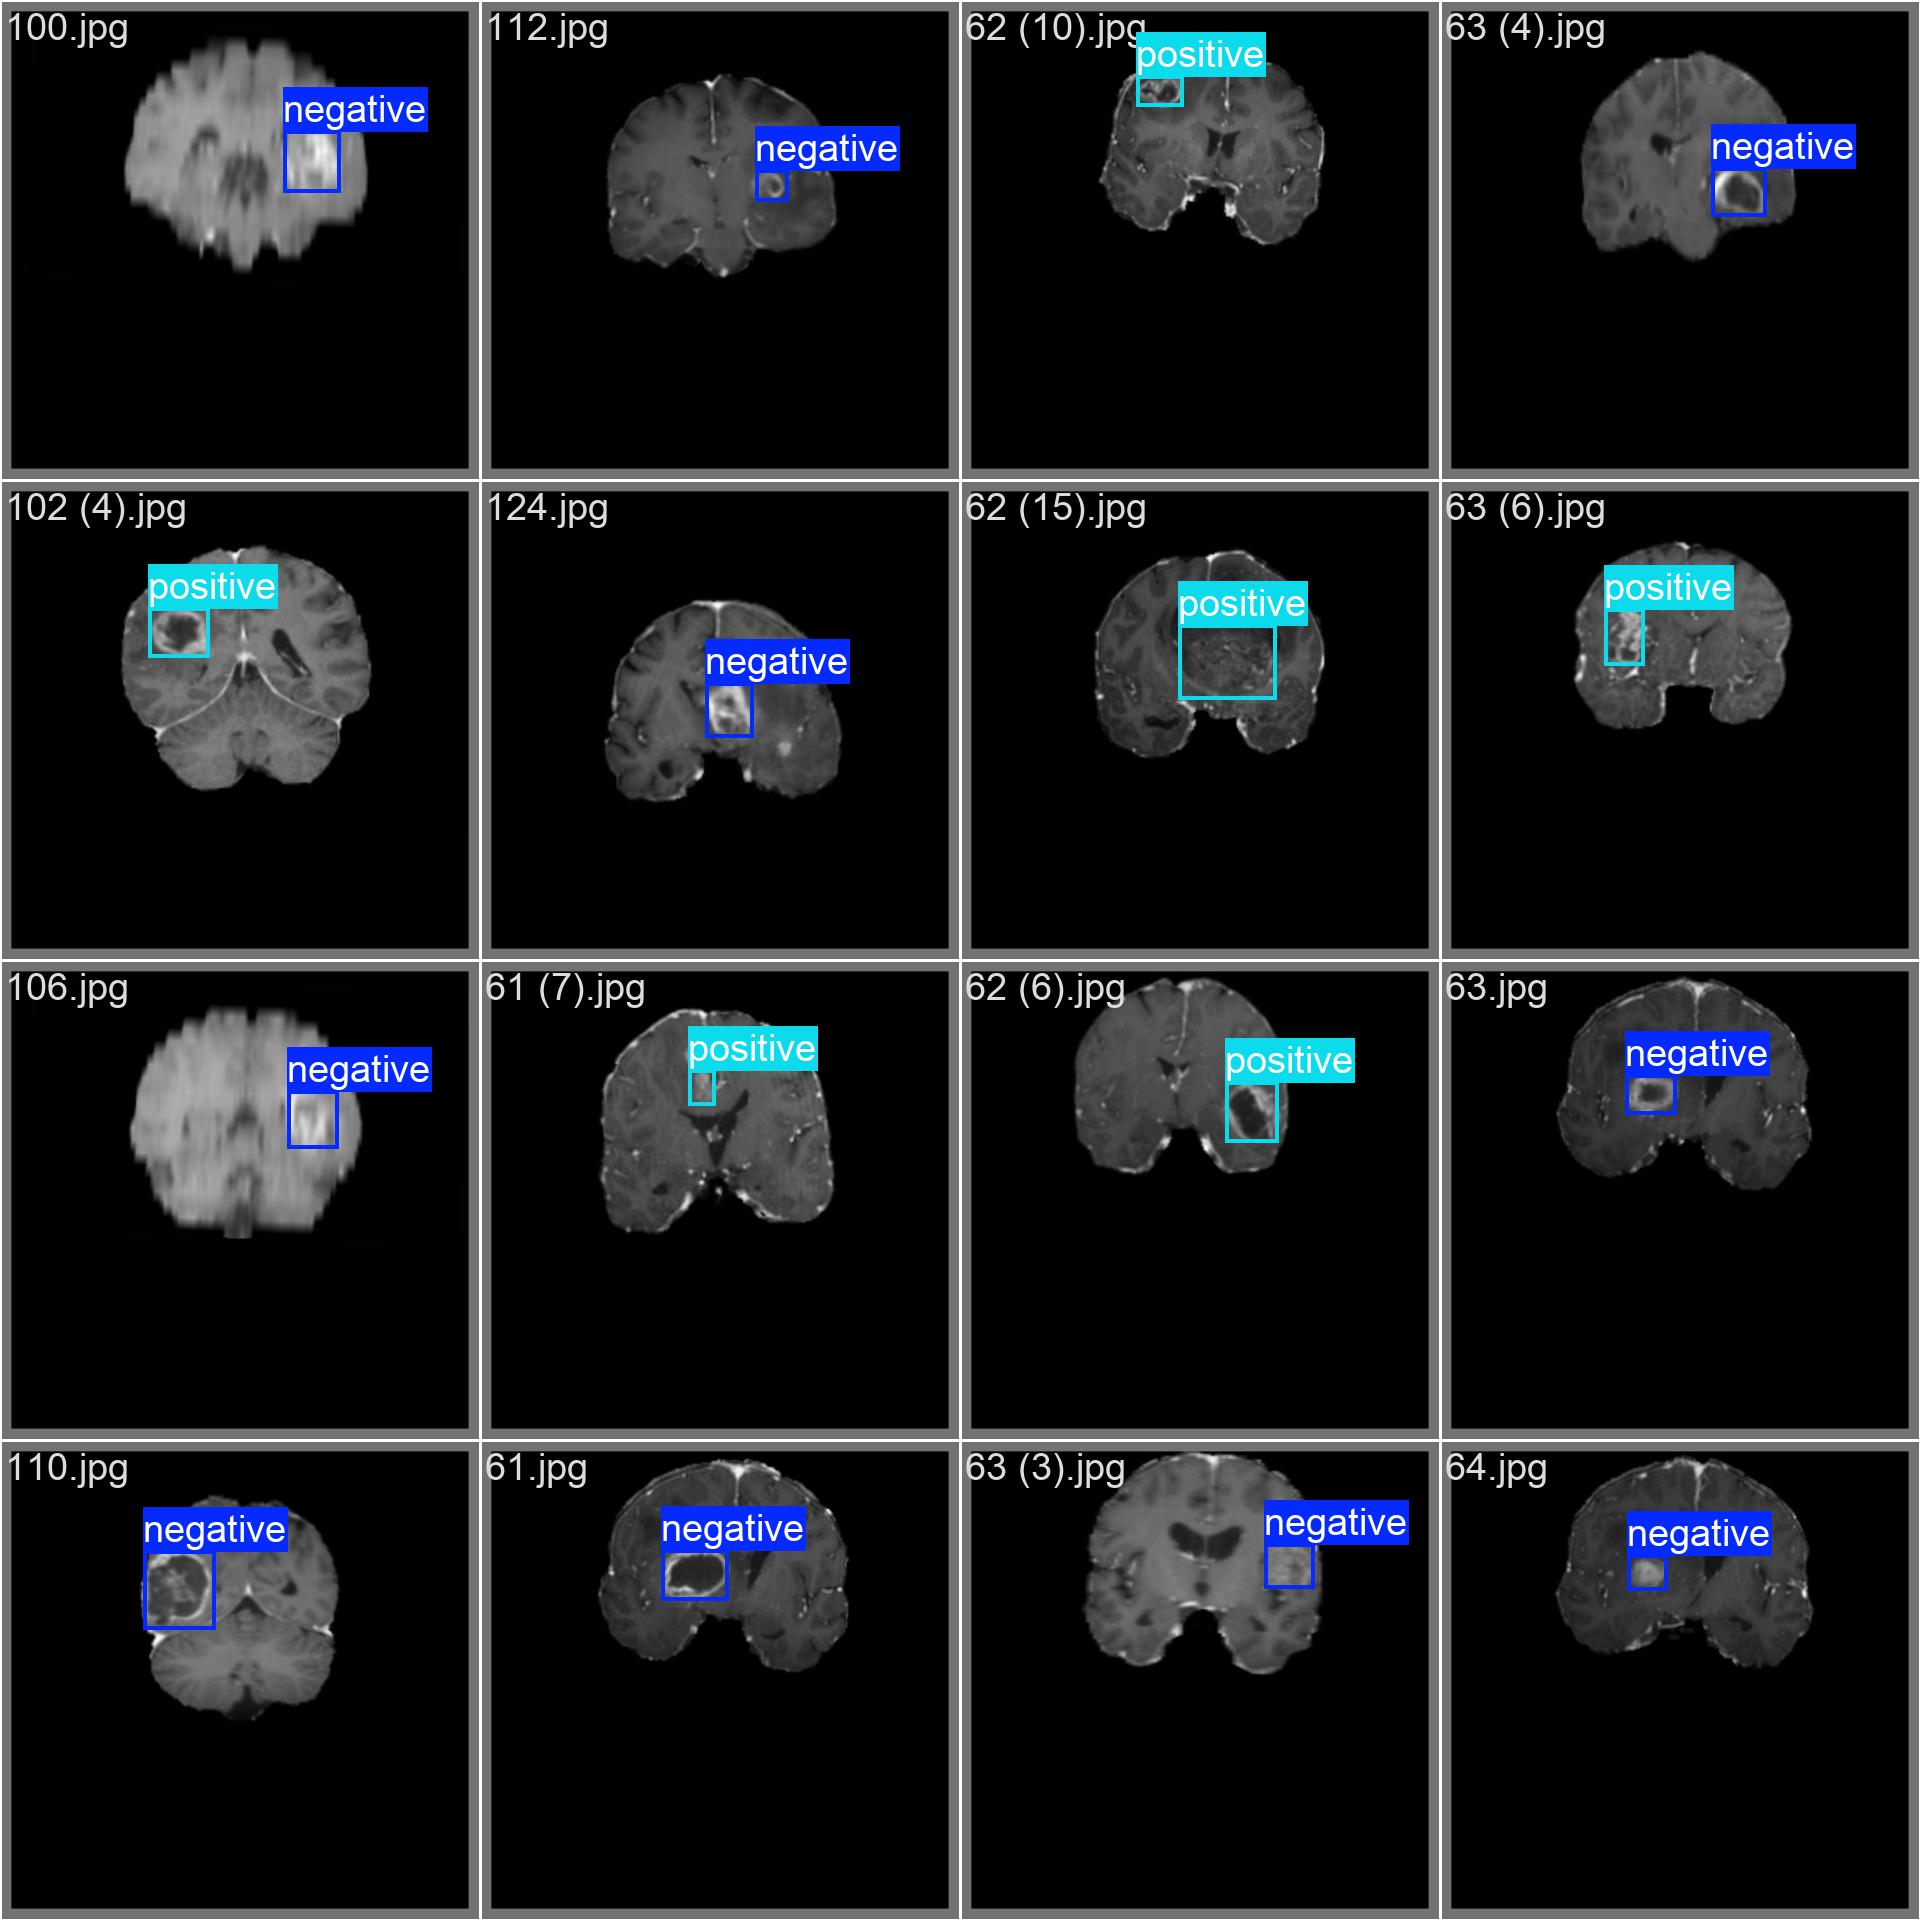 100.jpg
negative
112.jpg
negative
62 (10).jpg
positive
63 (4).jpg
negative
102 (4).jpg
positive
124.jpg
negative
62 (15).jpg
positive
63 (6).jpg
positive
106.jpg
negative
61 (7).jpg
positive
62 (6).jpg
positive
63.jpg
negative
110.jpg
negative
61.jpg
negative
63 (3).jpg
negative
64.jpg
negative